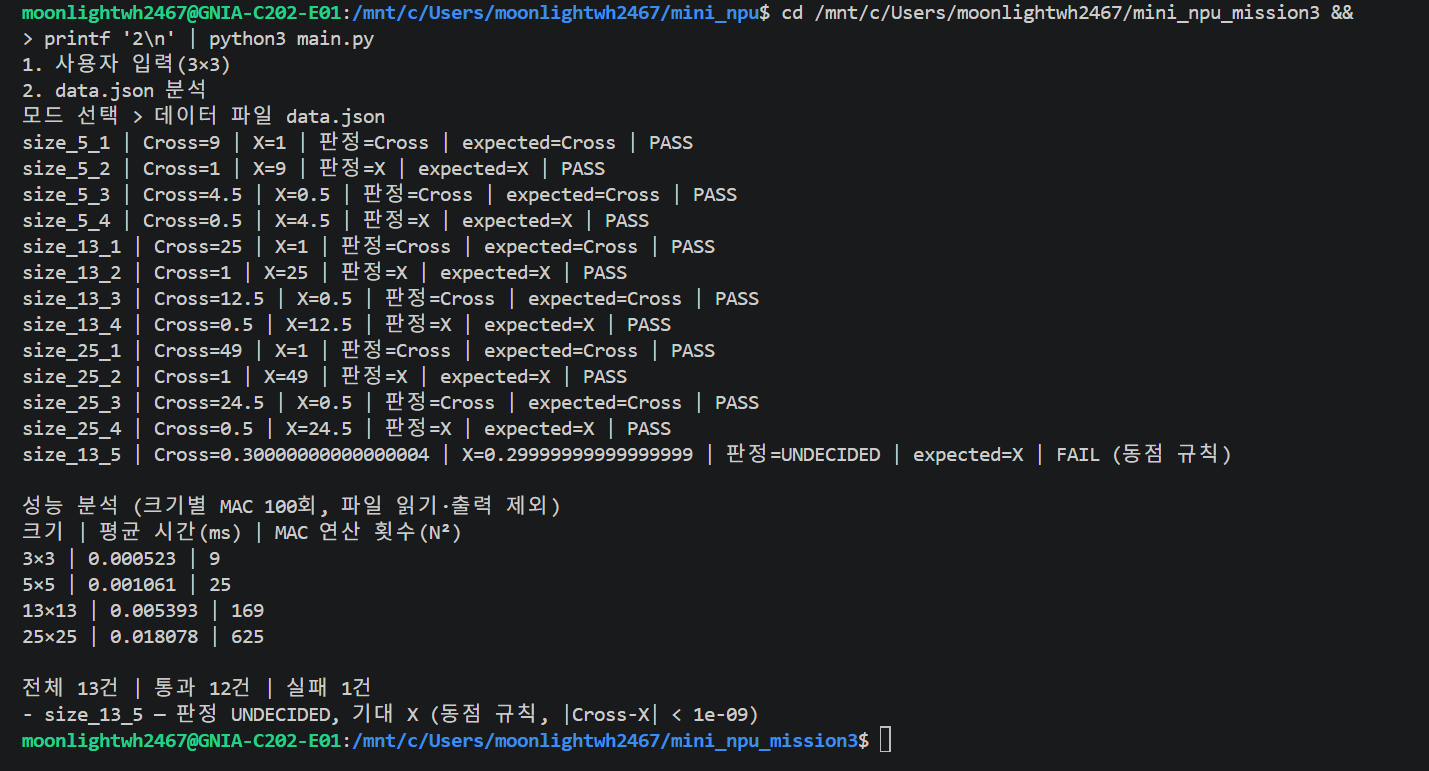 moonlightwh2467@GNIA-C202-E01:/mnt/c/Users/moonlightwh2467/mini_npu$ cd /mnt/c/Users/moonlightwh2467/mini_npu_mission3 &&
> printf '2\n' | python3 main.py
1. 사용자 입력(3×3)
2. data.json 분석
모드 선택 > 데이터 파일 data.json
size_5_1 | Cross=9 | X=1 | 판정=Cross | expected=Cross | PASS
size_5_2 | Cross=1 | X=9 | 판정=X | expected=X | PASS
size_5_3 | Cross=4.5 | X=0.5 | 판정=Cross | expected=Cross | PASS
size_5_4 | Cross=0.5 | X=4.5 | 판정=X | expected=X | PASS
size_13_1 | Cross=25 | X=1 | 판정=Cross | expected=Cross | PASS
size_13_2 | Cross=1 | X=25 | 판정=X | expected=X | PASS
size_13_3 | Cross=12.5 | X=0.5 | 판정=Cross | expected=Cross | PASS
size_13_4 | Cross=0.5 | X=12.5 | 판정=X | expected=X | PASS
size_25_1 | Cross=49 | X=1 | 판정=Cross | expected=Cross | PASS
size_25_2 | Cross=1 | X=49 | 판정=X | expected=X | PASS
size_25_3 | Cross=24.5 | X=0.5 | 판정=Cross | expected=Cross | PASS
size_25_4 | Cross=0.5 | X=24.5 | 판정=X | expected=X | PASS
size_13_5 | Cross=0.30000000000000004 | X=0.29999999999999999 | 판정=UNDECIDED | expected=X | FAIL (동점 규칙)

성능 분석 (크기별 MAC 100회, 파일 읽기·출력 제외)
크기 | 평균 시간(ms) | MAC 연산 횟수(N²)
3×3 | 0.000523 | 9
5×5 | 0.001061 | 25
13×13 | 0.005393 | 169
25×25 | 0.018078 | 625

전체 13건 | 통과 12건 | 실패 1건
- size_13_5 — 판정 UNDECIDED, 기대 X (동점 규칙, |Cross-X| < 1e-09)
moonlightwh2467@GNIA-C202-E01:/mnt/c/Users/moonlightwh2467/mini_npu_mission3$